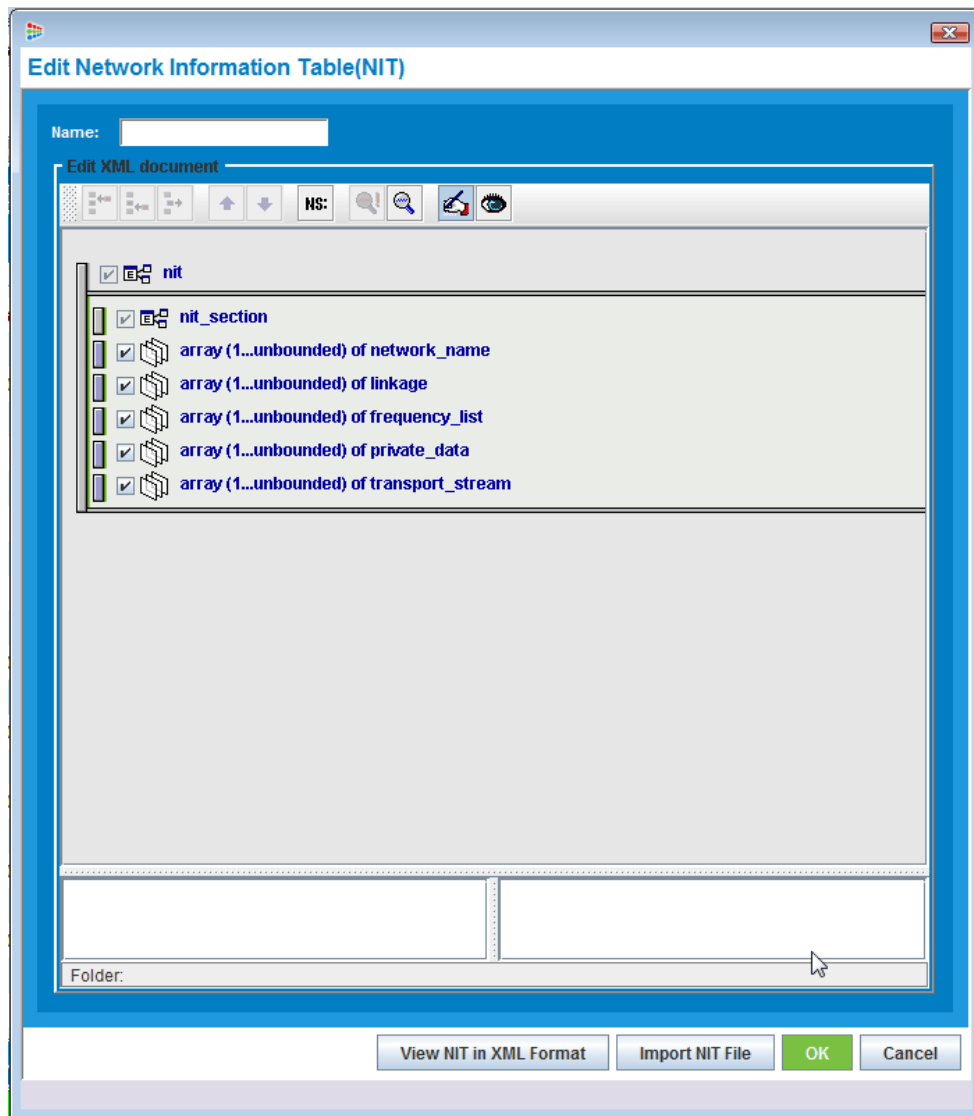 Edit Network Information Table(NIT)
Name:
Edit XML document
NS:
E nit
E nit_section
array (1...unbounded) of network_name
array (1...unbounded) of linkage
array (1...unbounded) of frequency_list
array (1...unbounded) of private_data
array (1...unbounded) of transport_stream
Folder:
View NIT in XML Format Import NIT File OK Cancel